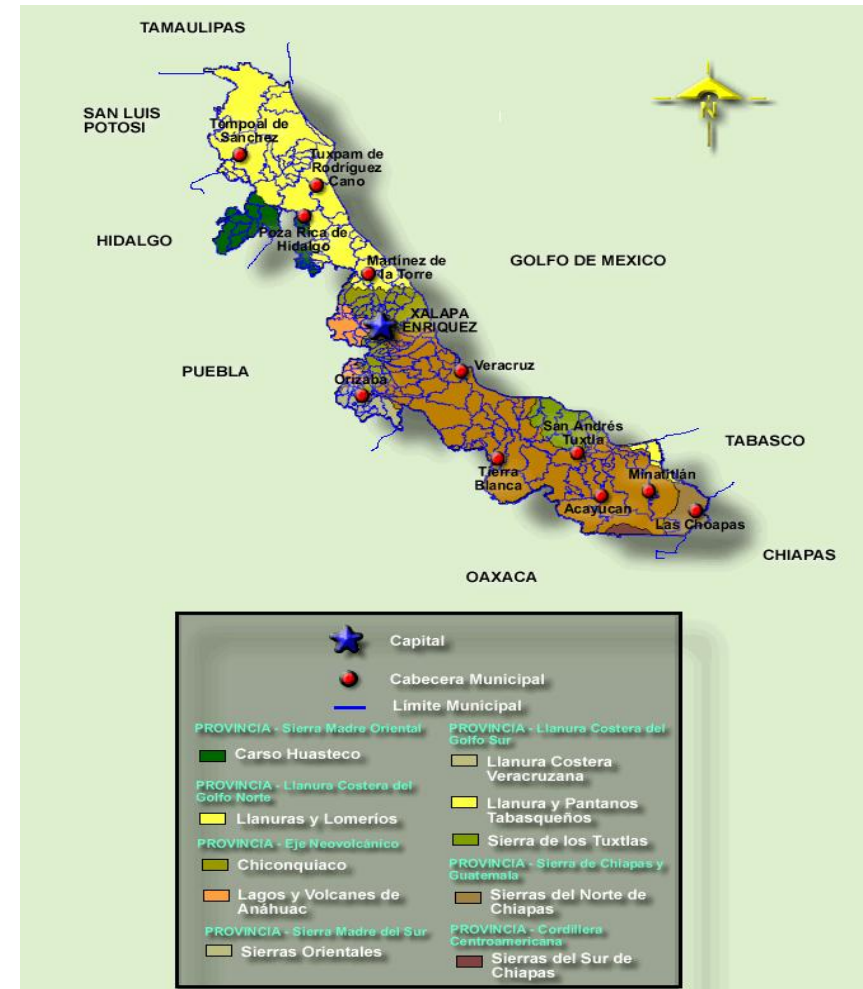 TAMAULIPAS
SAN LUIS
POTOSI
Tempoal de
Sánchez
Tuxpam de
Rodríguez
Cano
N
HIDALGO
Poza Rica de
Hidalgo
Martínez de
la Torre
GOLFO DE MEXICO
XALAPA
ENRIQUEZ
PUEBLA
Veracruz
Orizaba
San Andrés
Tuxtla
TABASCO
Tierra
Blanca
Minatitlán
Acayucan
Las Choapas
CHIAPAS
OAXACA
Capital
Cabecera Municipal
Límite Municipal
PROVINCIA - Sierra Madre Oriental
Carso Huasteco
PROVINCIA - Llanura Costera del
Golfo Norte
Llanuras y Lomeríos
PROVINCIA - Eje Neovolcánico
Chiconquiaco
Lagos y Volcanes de
Anáhuac
PROVINCIA - Sierra Madre del Sur
Sierras Orientales
PROVINCIA - Llanura Costera del
Golfo Sur
Llanura Costera
Veracruzana
Llanura y Pantanos
Tabasqueños
Sierra de los Tuxtlas
PROVINCIA - Sierra de Chiapas y
Guatemala
Sierras del Norte de
Chiapas
PROVINCIA - Cordillera
Centroamericana
Sierras del Sur de
Chiapas